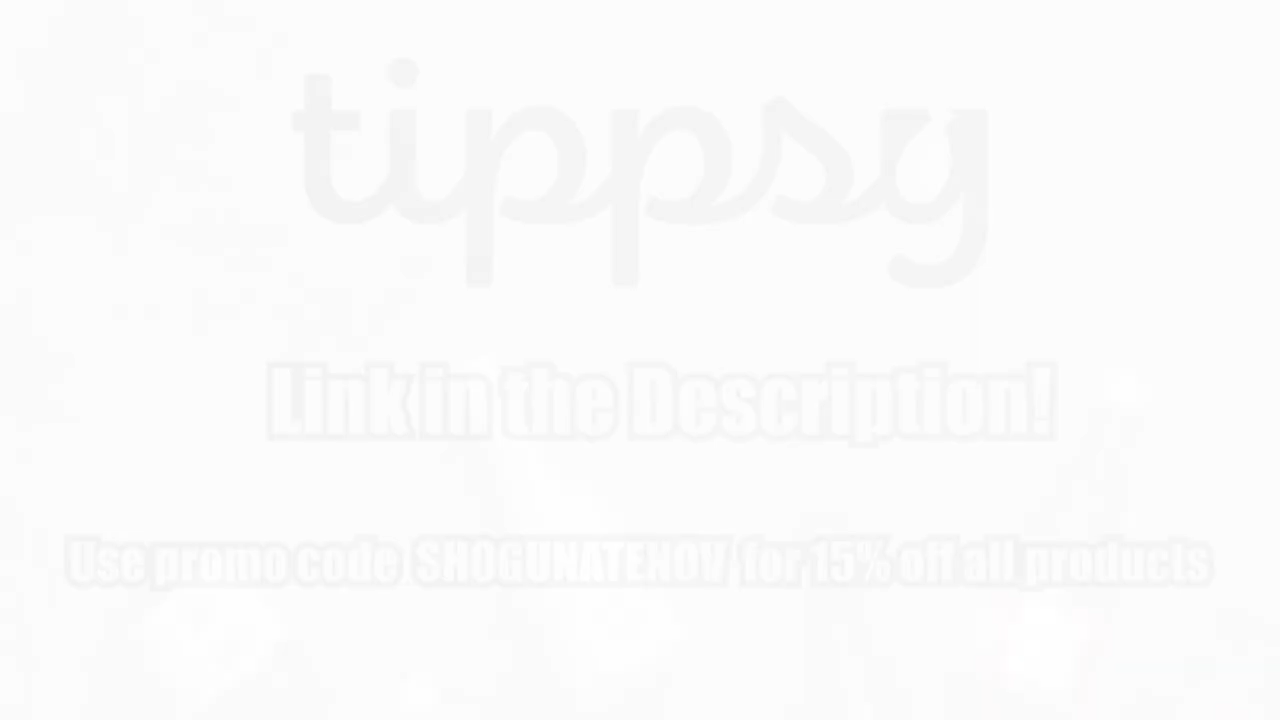 tippsy
Link in the Description!
Use promo code SHOGUNATENOV for 15% off all products